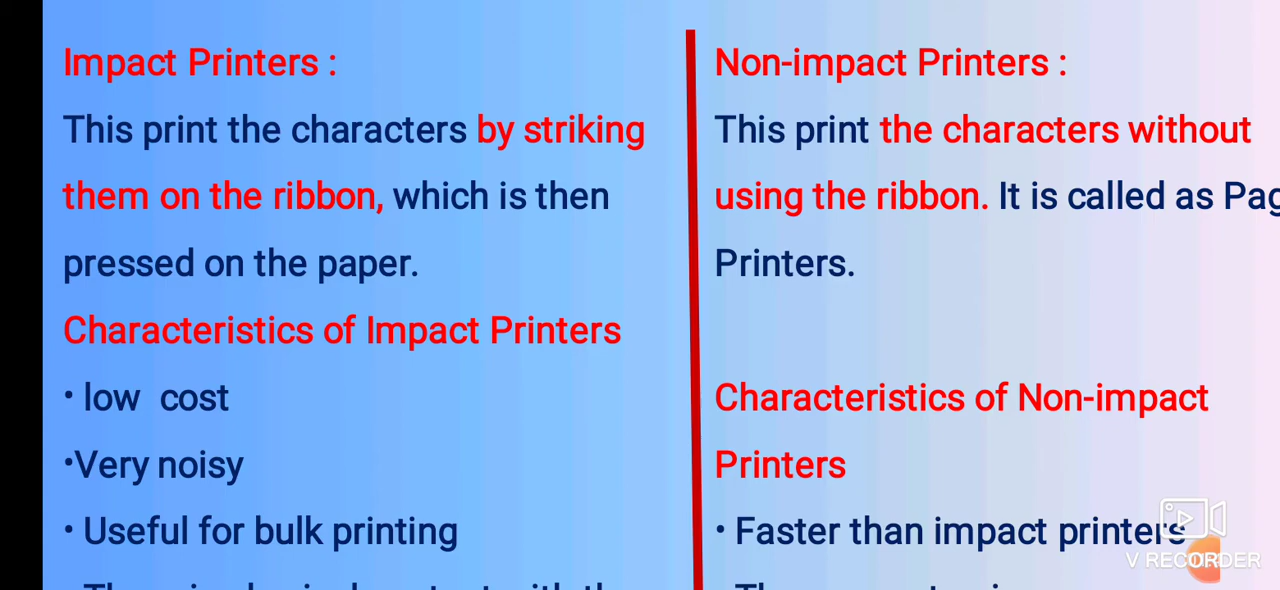 Impact Printers :
This print the characters by striking
them on the ribbon, which is then
pressed on the paper.
Characteristics of Impact Printers
• low cost
•Very noisy
• Useful for bulk printing
Non-impact Printers :
This print the characters without
using the ribbon. It is called as Pag
Printers.
Characteristics of Non-impact
Printers
• Faster than impact printers
V RECORDER